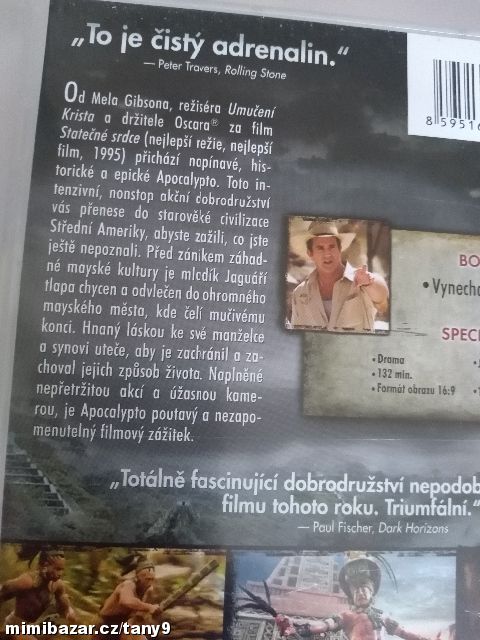 „To je čistý adrenalin.“
— Peter Travers, Rolling Stone
8 59516
Od Mela Gibsona, režiséra Umučení
Krista a držitele Oscara® za film
Statečné srdce (nejlepší režie, nejlepší
film, 1995) přichází napínavé, his-
torické a epické Apocalypto. Toto in-
tenzivní, nonstop akční dobrodružství
vás přenese do starověké civilizace
Střední Ameriky, abyste zažili, co jste
ještě nepoznali. Před zánikem záhad-
né mayské kultury je mladík Jaguáří
tlapa chycen a odvlečen do ohromného
mayského města, kde čelí mučivému
konci. Hnaný láskou ke své manželce
a synovi uteče, aby je zachránil a za-
choval jejich způsob života. Naplněné
nepřetržitou akcí a úžasnou kame-
rou, je Apocalypto poutavý a nezapo-
menutelný filmový zážitek.
BO
• Vynecha
SPECI
• Drama
• 132 min.
• Formát obrazu 16:9
„Totálně fascinující dobrodružství nepodob
filmu tohoto roku. Triumfální.“
— Paul Fischer, Dark Horizons
mimibazar.cz/tany9